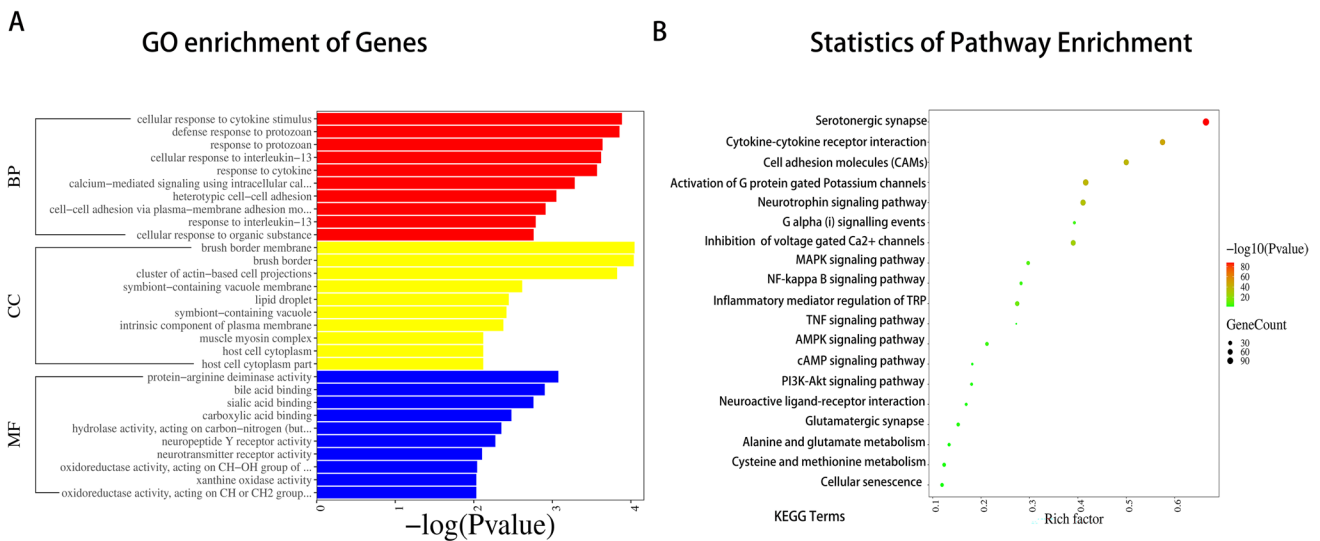 A
GO enrichment of Genes
BP
cellular response to cytokine stimulus
defense response to protozoan
response to protozoan
cellular response to interleukin−13
response to cytokine
calcium−mediated signaling using intracellular cal...
heterotypic cell−cell adhesion
cell−cell adhesion via plasma−membrane adhesion mo...
response to interleukin−13
cellular response to organic substance
CC
brush border membrane
brush border
cluster of actin−based cell projections
symbiont−containing vacuole membrane
lipid droplet
symbiont−containing vacuole
intrinsic component of plasma membrane
muscle myosin complex
host cell cytoplasm
host cell cytoplasm part
MF
protein−arginine deiminase activity
bile acid binding
sialic acid binding
carboxylic acid binding
hydrolase activity, acting on carbon−nitrogen (but...
neuropeptide Y receptor activity
neurotransmitter receptor activity
oxidoreductase activity, acting on CH−OH group of ...
xanthine oxidase activity
oxidoreductase activity, acting on CH or CH2 group...
0 1 2 3 4
−log(Pvalue)
B
Statistics of Pathway Enrichment
Serotonergic synapse
Cytokine-cytokine receptor interaction
Cell adhesion molecules (CAMs)
Activation of G protein gated Potassium channels
Neurotrophin signaling pathway
G alpha (i) signalling events
Inhibition of voltage gated Ca2+ channels
MAPK signaling pathway
NF-kappa B signaling pathway
Inflammatory mediator regulation of TRP
TNF signaling pathway
AMPK signaling pathway
cAMP signaling pathway
PI3K-Akt signaling pathway
Neuroactive ligand-receptor interaction
Glutamatergic synapse
Alanine and glutamate metabolism
Cysteine and methionine metabolism
Cellular senescence
0.1 0.2 0.3 0.4 0.5 0.6
KEGG Terms
Rich factor
−log10(Pvalue)
80
60
40
20
GeneCount
30
60
90